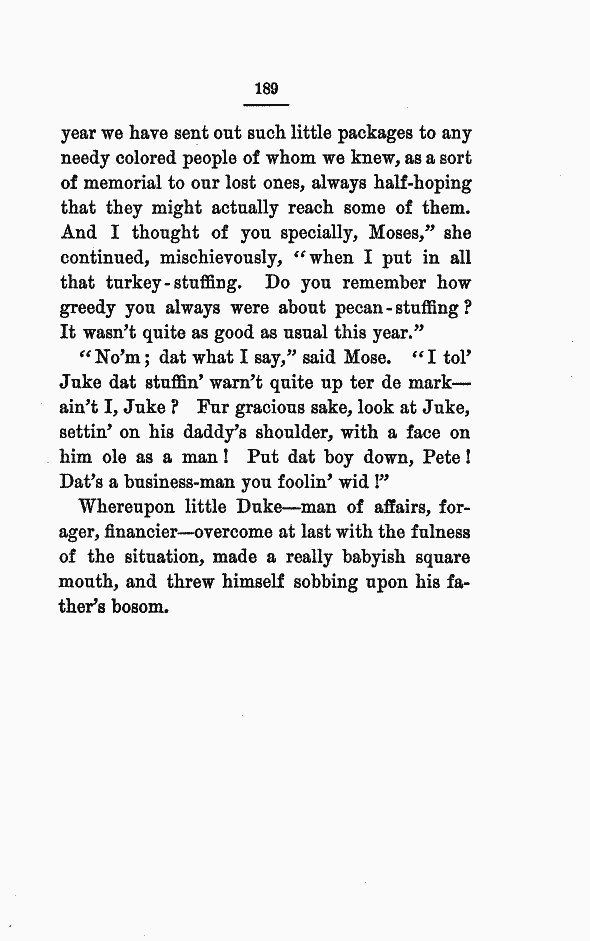 189
year we have sent out such little packages to any
needy colored people of whom we knew, as a sort
of memorial to our lost ones, always half-hoping
that they might actually reach some of them.
And I thought of you specially, Moses,” she
continued, mischievously, “when I put in all
that turkey-stuffing. Do you remember how
greedy you always were about pecan-stuffing?
It wasn’t quite as good as usual this year.”
“No’m; dat what I say,” said Mose. “I tol’
Juke dat stuffin’ warn’t quite up ter de mark—
ain’t I, Juke? Fur gracious sake, look at Juke,
settin’ on his daddy’s shoulder, with a face on
him ole as a man! Put dat boy down, Pete!
Dat’s a business-man you foolin’ wid!”
Whereupon little Duke—man of affairs, for-
ager, financier—overcome at last with the fulness
of the situation, made a really babyish square
mouth, and threw himself sobbing upon his fa-
ther’s bosom.